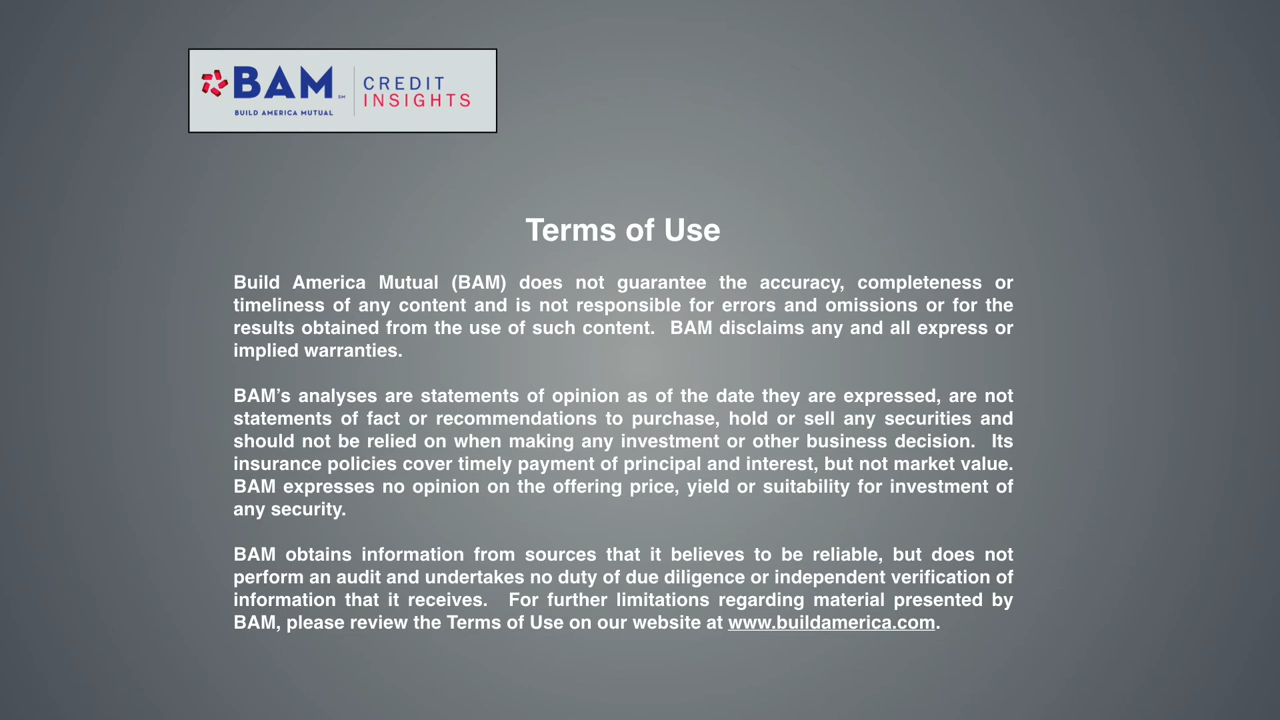 BAM SM
BUILD AMERICA MUTUAL
CREDIT
INSIGHTS
Terms of Use
Build America Mutual (BAM) does not guarantee the accuracy, completeness or
timeliness of any content and is not responsible for errors and omissions or for the
results obtained from the use of such content.  BAM disclaims any and all express or
implied warranties.
BAM’s analyses are statements of opinion as of the date they are expressed, are not
statements of fact or recommendations to purchase, hold or sell any securities and
should not be relied on when making any investment or other business decision.  Its
insurance policies cover timely payment of principal and interest, but not market value.
BAM expresses no opinion on the offering price, yield or suitability for investment of
any security.
BAM obtains information from sources that it believes to be reliable, but does not
perform an audit and undertakes no duty of due diligence or independent verification of
information that it receives.  For further limitations regarding material presented by
BAM, please review the Terms of Use on our website at www.buildamerica.com.